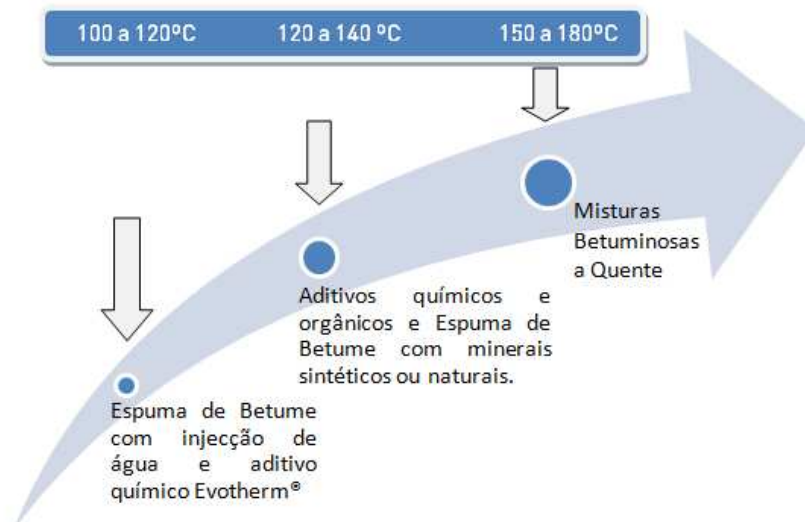 100 a 120ºC 120 a 140 ºC 150 a 180ºC
Misturas
Betuminosas
a Quente
Aditivos químicos e
orgânicos e Espuma de
Betume com minerais
sintéticos ou naturais.
Espuma de Betume
com injecção de
água e aditivo
químico Evotherm®